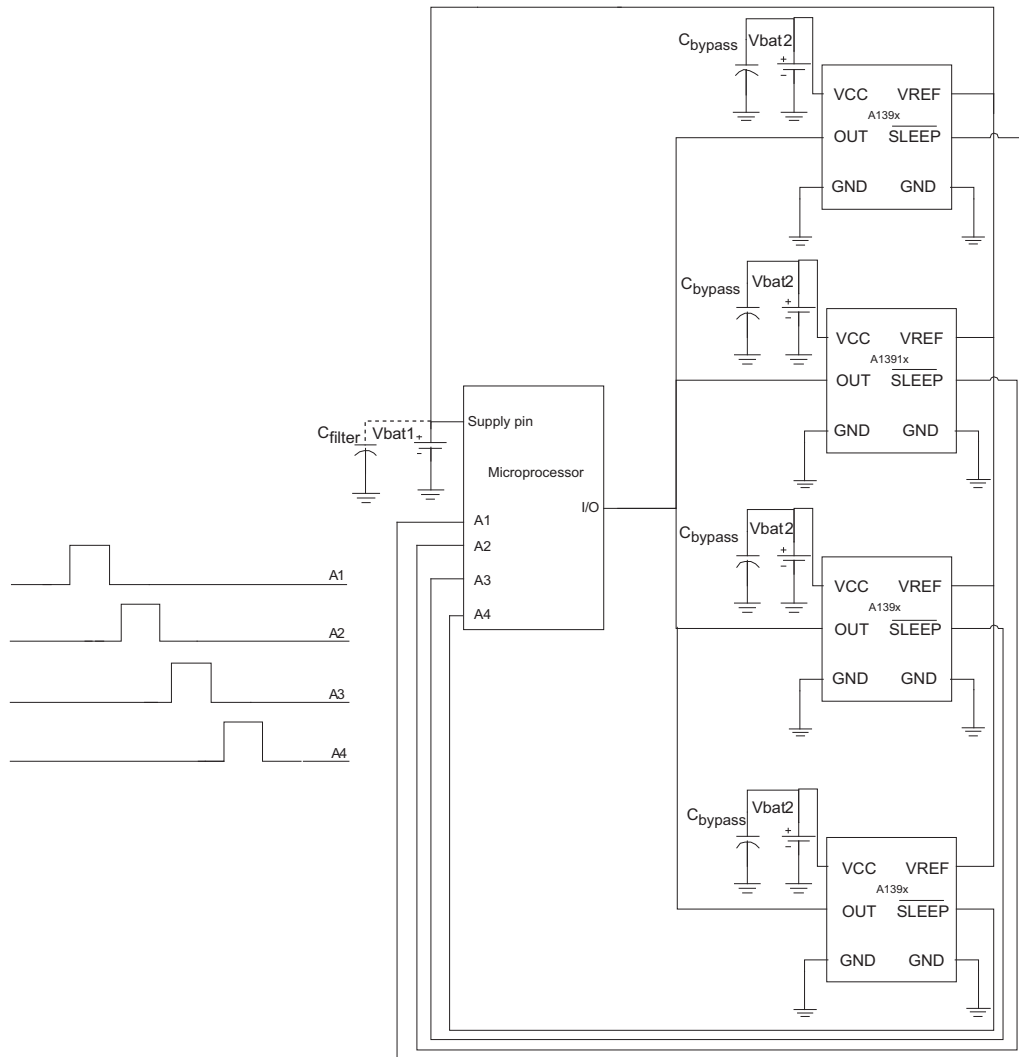 Cbypass Vbat2
+
-
VCC VREF
A139x
OUT SLEEP
GND GND
Cbypass Vbat2
+
-
VCC VREF
A1391x
OUT SLEEP
GND GND
Cfilter Vbat1
+
-
Supply pin
Microprocessor
I/O
A1
A2
A3
A4
Cbypass Vbat2
+
-
VCC VREF
A139x
OUT SLEEP
GND GND
Cbypass Vbat2
+
-
VCC VREF
A139x
OUT SLEEP
GND GND
A1
A2
A3
A4